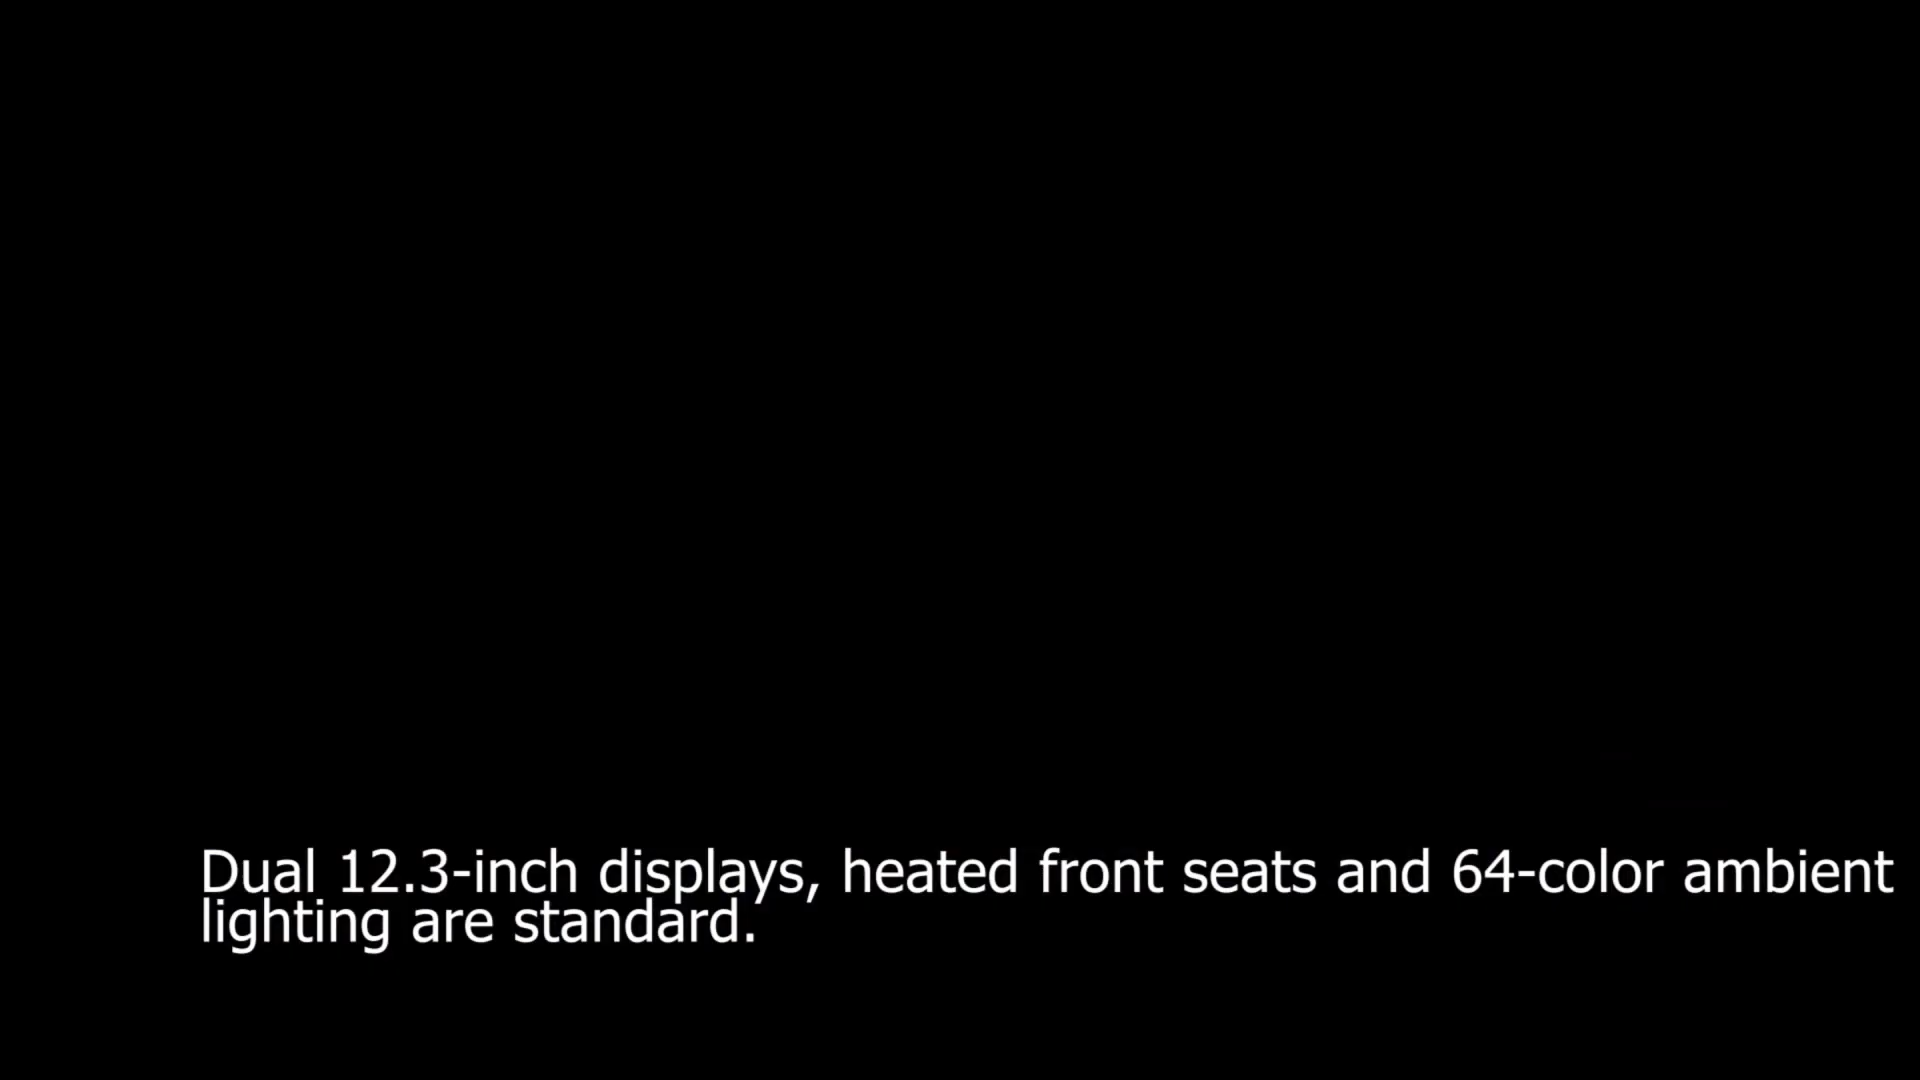 Dual 12.3-inch displays, heated front seats and 64-color ambient
lighting are standard.